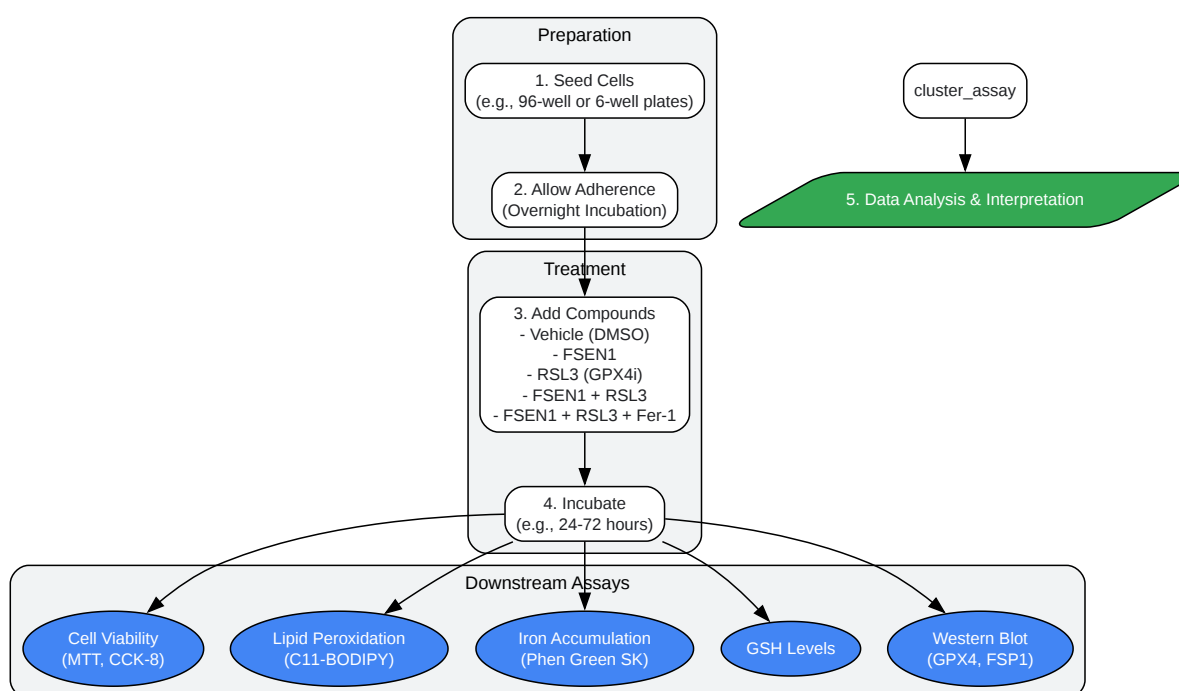 Preparation
1. Seed Cells
(e.g., 96-well or 6-well plates)
2. Allow Adherence
(Overnight Incubation)
cluster_assay
5. Data Analysis & Interpretation
Treatment
3. Add Compounds
- Vehicle (DMSO)
- FSEN1
- RSL3 (GPX4i)
- FSEN1 + RSL3
- FSEN1 + RSL3 + Fer-1
4. Incubate
(e.g., 24-72 hours)
Downstream Assays
Cell Viability
(MTT, CCK-8)
Lipid Peroxidation
(C11-BODIPY)
Iron Accumulation
(Phen Green SK)
GSH Levels
Western Blot
(GPX4, FSP1)